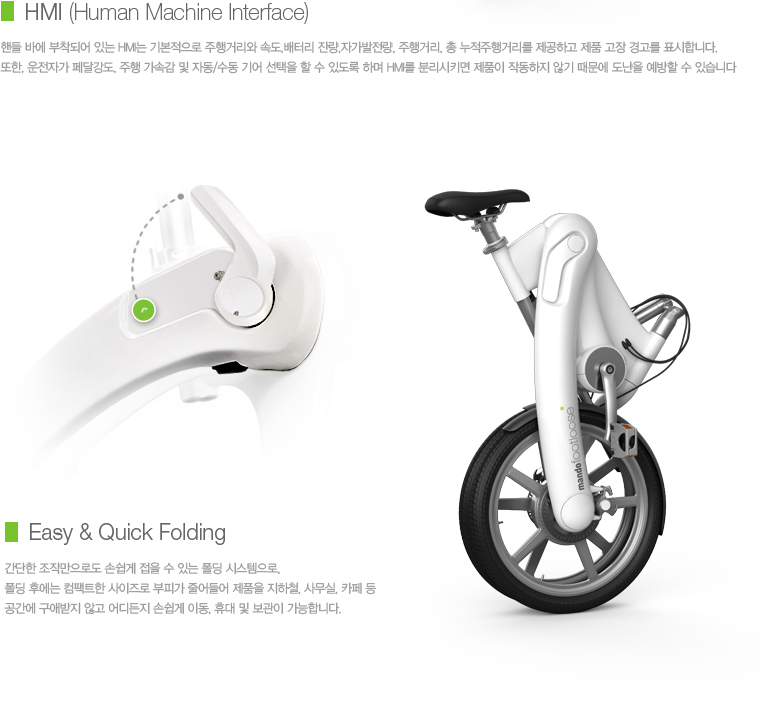 HMI (Human Machine Interface)
핸들 바에 부착되어 있는 HMI는 기본적으로 주행거리와 속도,배터리 잔량,자가발전량, 주행거리, 총 누적주행거리를 제공하고 제품 고장 경고를 표시합니다.
또한, 운전자가 페달강도, 주행 가속감 및 자동/수동 기어 선택을 할 수 있도록 하며 HMI를 분리시키면 제품이 작동하지 않기 때문에 도난을 예방할 수 있습니다
mandofootloose
Easy & Quick Folding
간단한 조작만으로도 손쉽게 접을 수 있는 폴딩 시스템으로,
폴딩 후에는 컴팩트한 사이즈로 부피가 줄어들어 제품을 지하철, 사무실, 카페 등
공간에 구애받지 않고 어디든지 손쉽게 이동, 휴대 및 보관이 가능합니다.